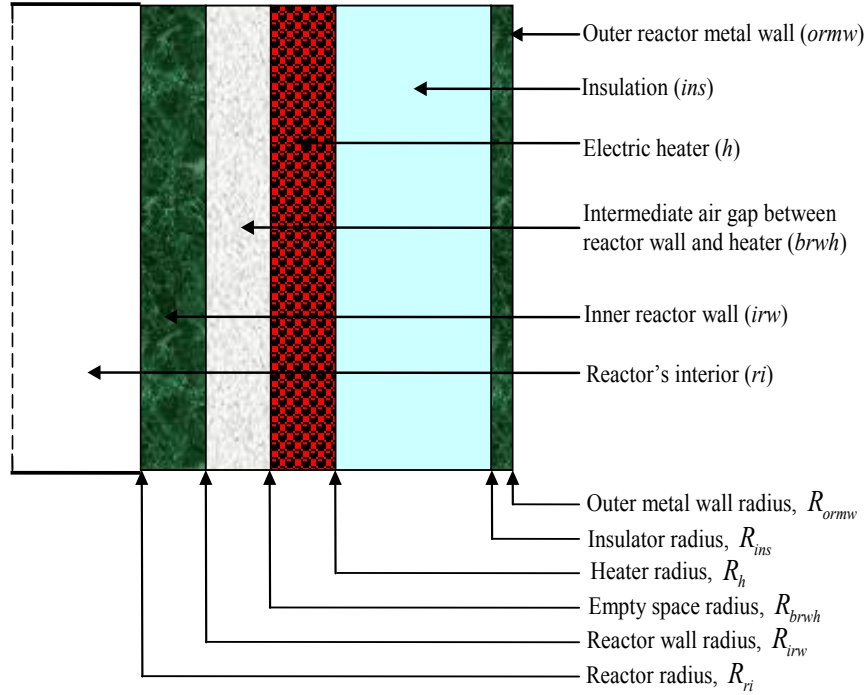 Outer reactor metal wall (ormw)
Insulation (ins)
Electric heater (h)
Intermediate air gap between
reactor wall and heater (brwh)
Inner reactor wall (irw)
Reactor's interior (ri)
Outer metal wall radius, R_ormw
Insulator radius, R_ins
Heater radius, R_h
Empty space radius, R_brwh
Reactor wall radius, R_irw
Reactor radius, R_ri